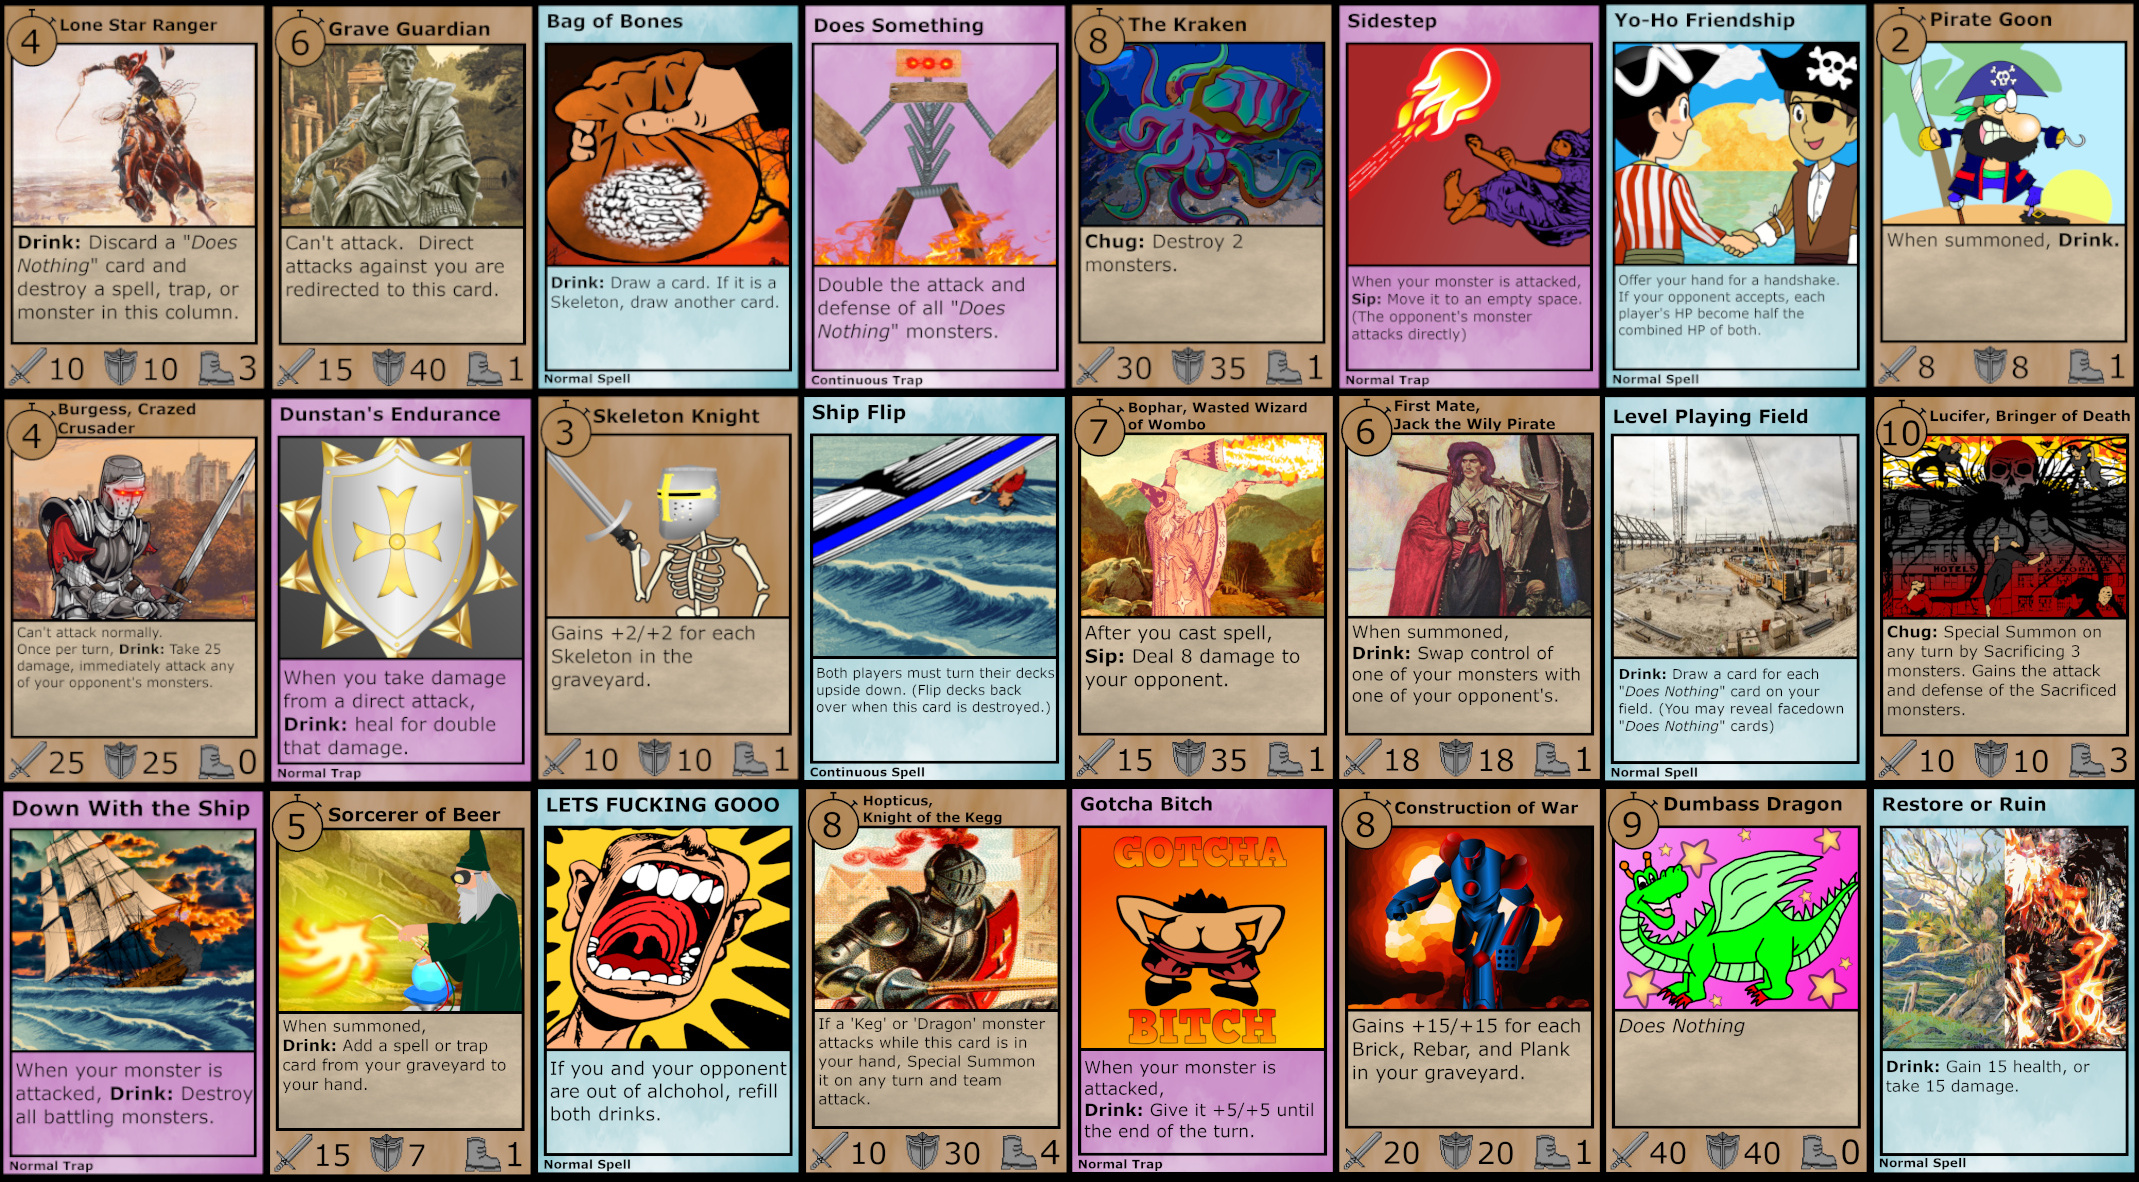 4
Lone Star Ranger
Drink: Discard a "Does
Nothing" card and
destroy a spell, trap, or
monster in this column.
10 10 3
6
Grave Guardian
Can't attack. Direct
attacks against you are
redirected to this card.
15 40 1
Bag of Bones
Drink: Draw a card. If it is a
Skeleton, draw another card.
Normal Spell
Does Something
Double the attack and
defense of all "Does
Nothing" monsters.
Continuous Trap
8
The Kraken
Chug: Destroy 2
monsters.
30 35 1
Sidestep
When your monster is attacked,
Sip: Move it to an empty space.
(The opponent's monster
attacks directly)
Normal Trap
Yo-Ho Friendship
Offer your hand for a handshake.
If your opponent accepts, each
player's HP become half the
combined HP of both.
Normal Spell
2
Pirate Goon
When summoned, Drink.
8 8 1
4
Burgess, Crazed
Crusader
Can't attack normally.
Once per turn, Drink: Take 25
damage, immediately attack any
of your opponent's monsters.
25 25 0
Dunstan's Endurance
When you take damage
from a direct attack,
Drink: heal for double
that damage.
Normal Trap
3
Skeleton Knight
Gains +2/+2 for each
Skeleton in the
graveyard.
10 10 1
Ship Flip
Both players must turn their decks
upside down. (Flip decks back
over when this card is destroyed.)
Continuous Spell
7
Bophar, Wasted Wizard
of Wombo
After you cast spell,
Sip: Deal 8 damage to
your opponent.
15 35 1
6
First Mate,
Jack the Wily Pirate
When summoned,
Drink: Swap control of
one of your monsters with
one of your opponent's.
18 18 1
Level Playing Field
Drink: Draw a card for each
"Does Nothing" card on your
field. (You may reveal facedown
"Does Nothing" cards)
Normal Spell
10
Lucifer, Bringer of Death
HOTELS
Chug: Special Summon on
any turn by Sacrificing 3
monsters. Gains the attack
and defense of the Sacrificed
monsters.
10 10 3
Down With the Ship
When your monster is
attacked, Drink: Destroy
all battling monsters.
Normal Trap
5
Sorcerer of Beer
When summoned,
Drink: Add a spell or trap
card from your graveyard to
your hand.
15 7 1
LETS FUCKING GOOO
If you and your opponent
are out of alchohol, refill
both drinks.
Normal Spell
8
Hopticus,
Knight of the Kegg
If a 'Keg' or 'Dragon' monster
attacks while this card is in
your hand, Special Summon
it on any turn and team
attack.
10 30 4
Gotcha Bitch
GOTCHA
BITCH
When your monster is
attacked,
Drink: Give it +5/+5 until
the end of the turn.
Normal Trap
8
Construction of War
Gains +15/+15 for each
Brick, Rebar, and Plank
in your graveyard.
20 20 1
9
Dumbass Dragon
Does Nothing
40 40 0
Restore or Ruin
Drink: Gain 15 health, or
take 15 damage.
Normal Spell